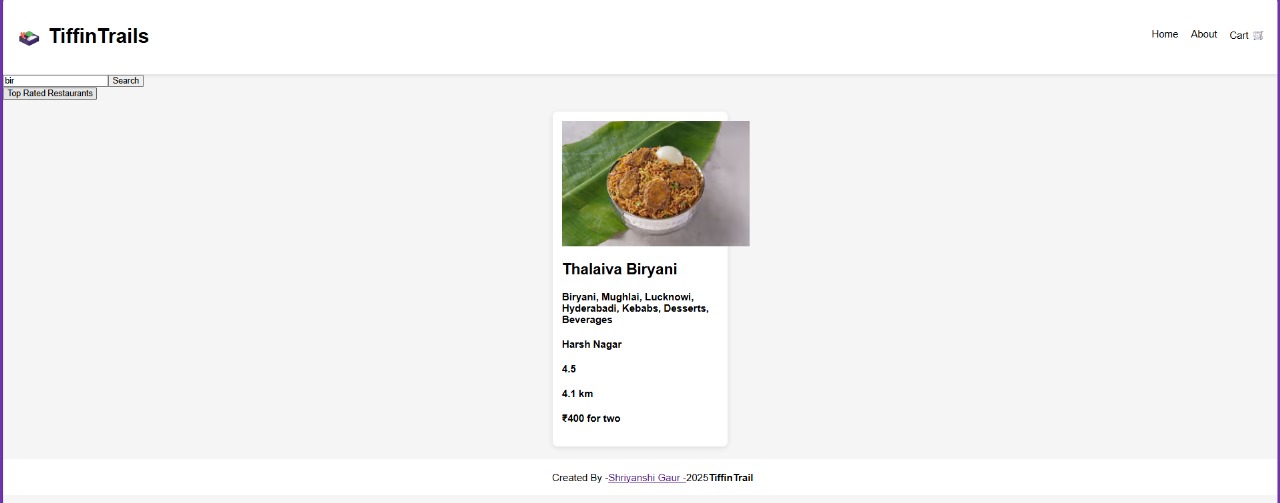 TiffinTrails
Home About Cart 🛒
bir Search
Top Rated Restaurants
Thalaiva Biryani
Biryani, Mughlai, Lucknowi,
Hyderabadi, Kebabs, Desserts,
Beverages
Harsh Nagar
4.5
4.1 km
₹400 for two
Created By -Shriyanshi Gaur -2025TiffinTrail